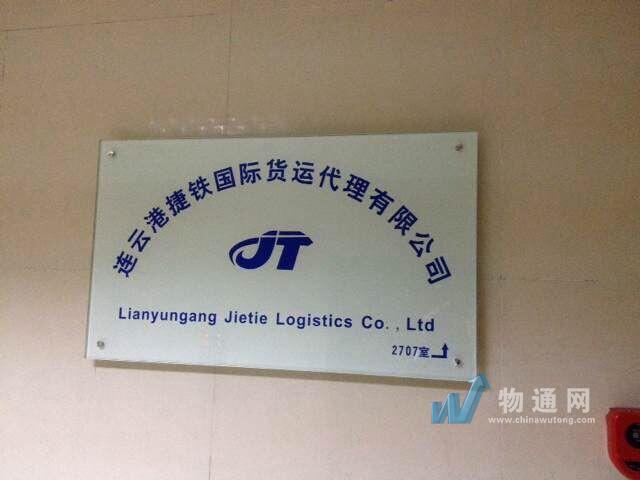 连云港捷铁国际货运代理有限公司
JT
Lianyungang Jietie Logistics Co., Ltd
2707室
物通网
www.chinawutong.com